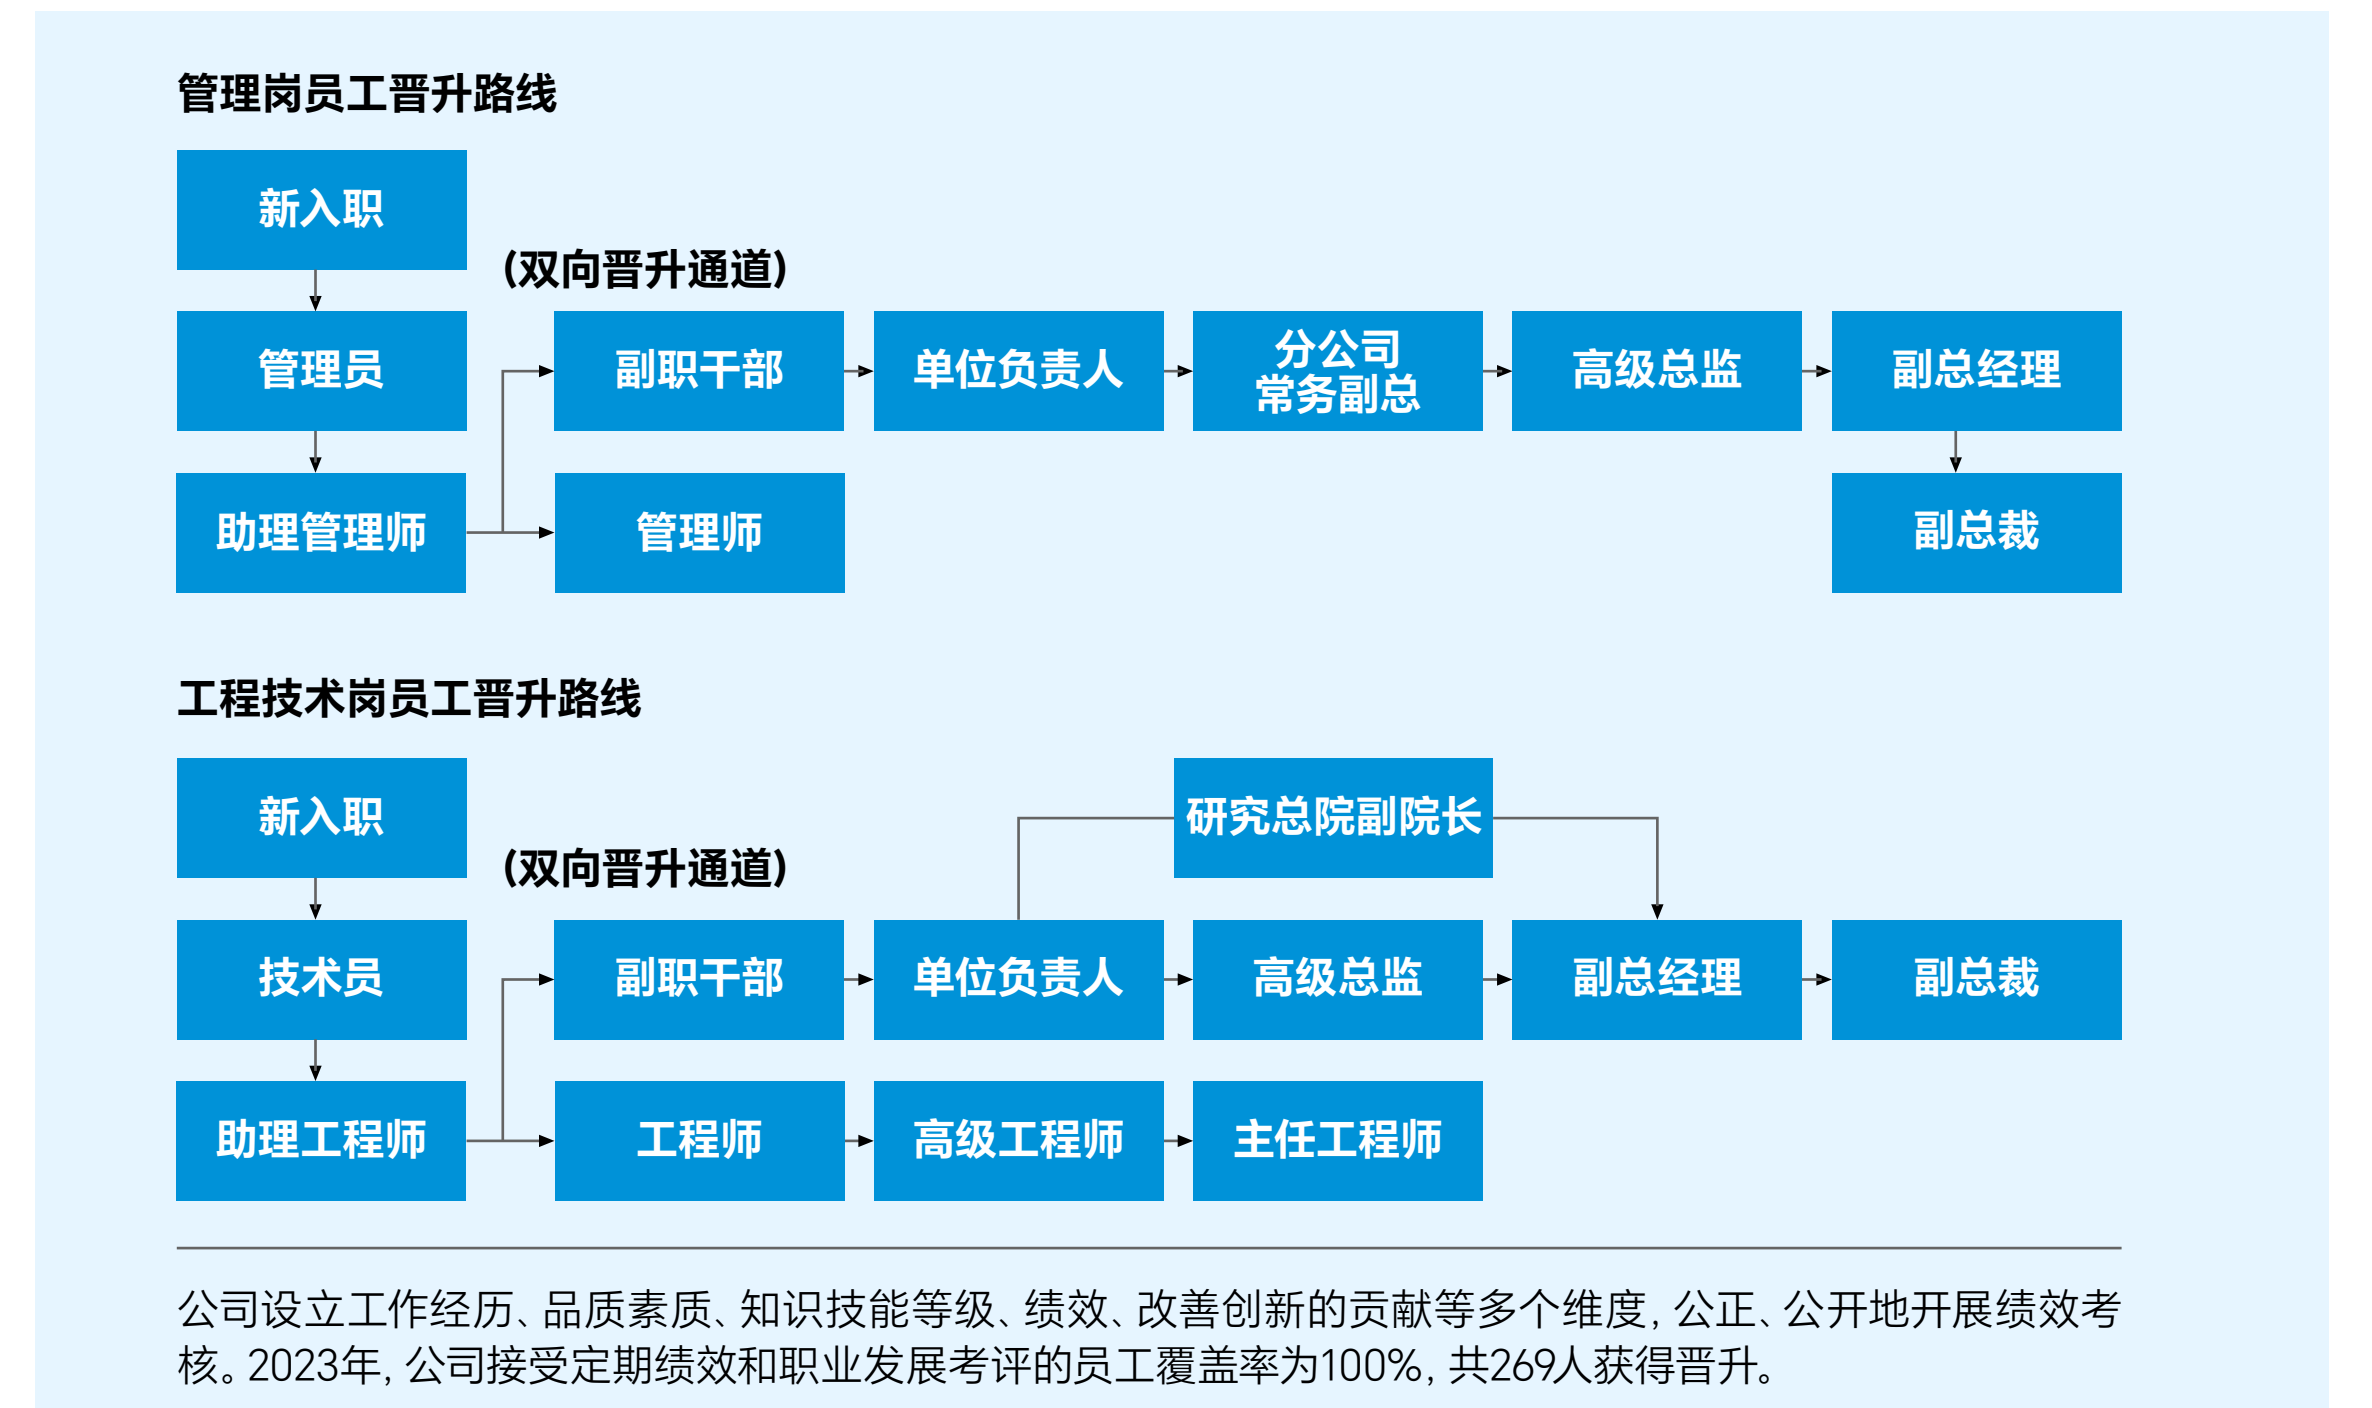 管理岗员工晋升路线
新入职
(双向晋升通道)
管理员
副职干部
单位负责人
分公司
常务副总
高级总监
副总经理
助理管理师
管理师
副总裁
工程技术岗员工晋升路线
新入职
研究总院副院长
(双向晋升通道)
技术员
副职干部
单位负责人
高级总监
副总经理
副总裁
助理工程师
工程师
高级工程师
主任工程师
公司设立工作经历、品质素质、知识技能等级、绩效、改善创新的贡献等多个维度，公正、公开地开展绩效考
核。2023年，公司接受定期绩效和职业发展考评的员工覆盖率为100%，共269人获得晋升。